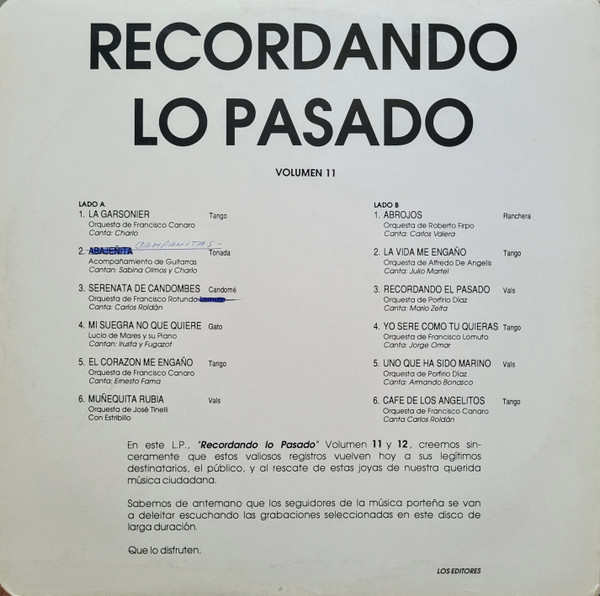 RECORDANDO
LO PASADO
VOLUMEN 11
LADO A
1. LA GARSONIER Tango
Orquesta de Francisco Canaro
Canta: Charlo
2. ABAJEÑITA CAMPANITAS- Tonada
Acompañamiento de Guitarras
Cantan: Sabina Olmos y Charlo
3. SERENATA DE CANDOMBES Candomé
Orquesta de Francisco Rotundo Lomuto
Canta: Carlos Roldán
4. MI SUEGRA NO QUE QUIERE Gato
Lucio de Mares y su Piano
Cantan: Irusta y Fugazot
5. EL CORAZON ME ENGAÑO Tango
Orquesta de Francisco Canaro
Canta: Ernesto Fama
6. MUÑEQUITA RUBIA Vals
Orquesta de José Tinelli
Con Estribillo
LADO B
1. ABROJOS Ranchera
Orquesta de Roberto Firpo
Canta: Carlos Valera
2. LA VIDA ME ENGAÑO Tango
Orquesta de Alfredo De Angels
Canta: Julio Martel
3. RECORDANDO EL PASADO Vals
Orquesta de Porfirio Díaz
Canta: Mario Zelta
4. YO SERE COMO TU QUIERAS Tango
Orquesta de Francisco Lomuto
Canta: Jorge Omar
5. UNO QUE HA SIDO MARINO Vals
Orquesta de Porfirio Díaz
Canta: Armando Bonasco
6. CAFE DE LOS ANGELITOS Tango
Orquesta de Francisco Canaro
Canta Carlos Roldán
En este L.P., "Recordando lo Pasado" Volumen 11 y 12, creemos sin-
ceramente que estos valiosos registros vuelven hoy a sus legítimos
destinatarios, el público, y al rescate de estas joyas de nuestra querida
música ciudadana.
Sabemos de antemano que los seguidores de la música porteña se van
a deleitar escuchando las grabaciones seleccionadas en este disco de
larga duración.
Que lo disfruten.
LOS EDITORES